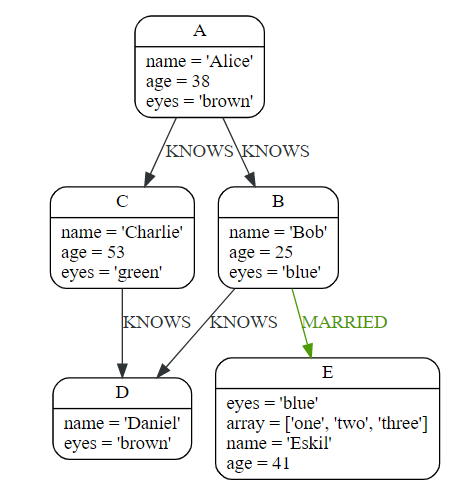 A
name = 'Alice'
age = 38
eyes = 'brown'
KNOWS KNOWS
C
name = 'Charlie'
age = 53
eyes = 'green'
B
name = 'Bob'
age = 25
eyes = 'blue'
KNOWS KNOWS MARRIED
D
name = 'Daniel'
eyes = 'brown'
E
eyes = 'blue'
array = ['one', 'two', 'three']
name = 'Eskil'
age = 41